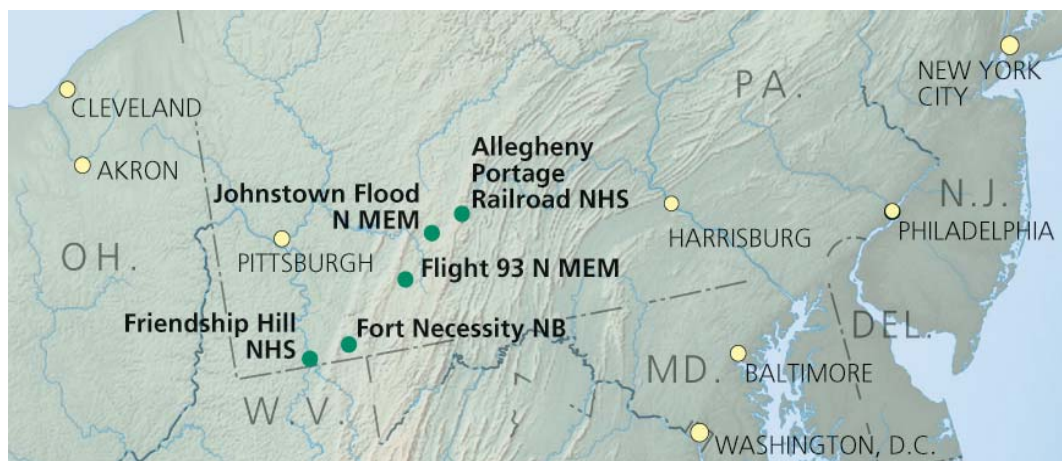 NEW YORK
CITY
PA.
CLEVELAND
AKRON
Allegheny
Portage
Railroad NHS
Johnstown Flood
N MEM
N.J.
PHILADELPHIA
HARRISBURG
OH.
PITTSBURGH
Flight 93 N MEM
Friendship Hill
NHS
Fort Necessity NB
DEL.
MD.
BALTIMORE
W.V.
WASHINGTON, D.C.